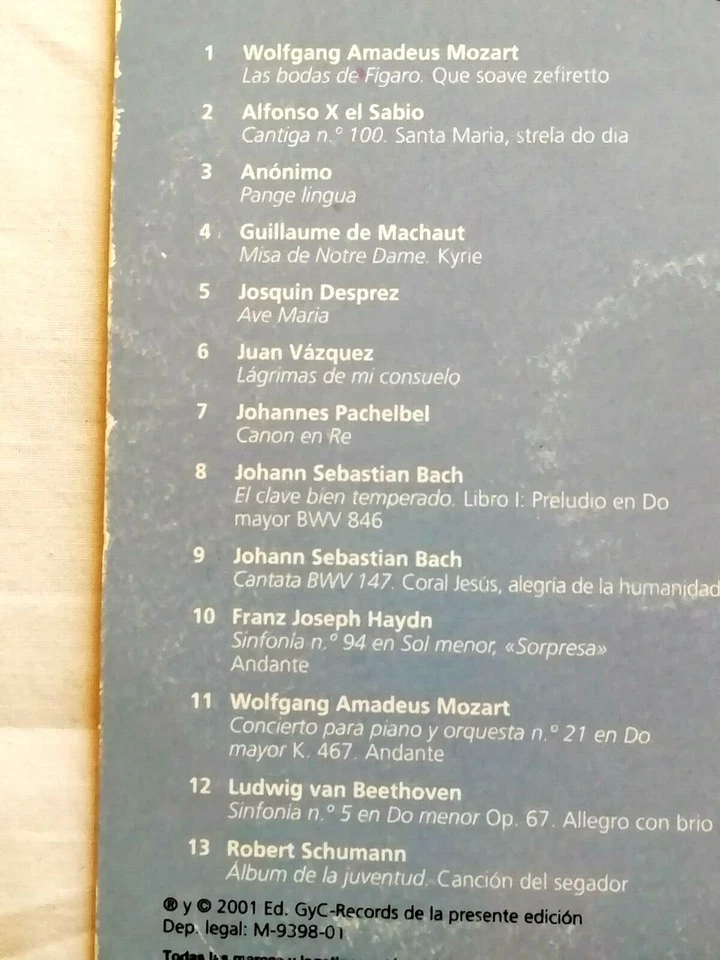 1 Wolfgang Amadeus Mozart
Las bodas de Figaro. Que soave zefiretto
2 Alfonso X el Sabio
Cantiga n.º 100. Santa Maria, strela do dia
3 Anónimo
Pange lingua
4 Guillaume de Machaut
Misa de Notre Dame. Kyrie
5 Josquin Desprez
Ave Maria
6 Juan Vázquez
Lágrimas de mi consuelo
7 Johannes Pachelbel
Canon en Re
8 Johann Sebastian Bach
El clave bien temperado. Libro I: Preludio en Do
mayor BWV 846
9 Johann Sebastian Bach
Cantata BWV 147. Coral Jesús, alegría de la humanidad
10 Franz Joseph Haydn
Sinfonía n.º 94 en Sol menor, «Sorpresa»
Andante
11 Wolfgang Amadeus Mozart
Concierto para piano y orquesta n.º 21 en Do
mayor K. 467. Andante
12 Ludwig van Beethoven
Sinfonía n.º 5 en Do menor Op. 67. Allegro con brio
13 Robert Schumann
Álbum de la juventud. Canción del segador
® y © 2001 Ed. GyC-Records de la presente edición
Dep. legal: M-9398-01
Todas las marcas y